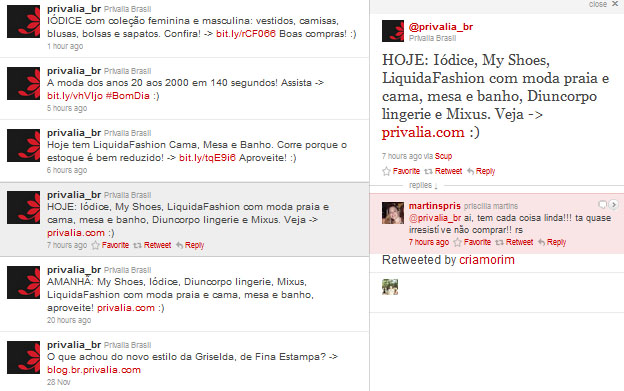 privalia_br Privalia Brasil
IÓDICE com coleção feminina e masculina: vestidos, camisas,
blusas, bolsas e sapatos. Confira! -> bit.ly/rCF066 Boas compras! :)
1 hour ago
privalia_br Privalia Brasil
A moda dos anos 20 aos 2000 em 140 segundos! Assista ->
bit.ly/vhVIjo #BomDia :)
5 hours ago
privalia_br Privalia Brasil
Hoje tem LiquidaFashion Cama, Mesa e Banho. Corre porque o
estoque é bem reduzido! -> bit.ly/tqE9i6 Aproveite! :)
6 hours ago
privalia_br Privalia Brasil
HOJE: Iódice, My Shoes, LiquidaFashion com moda praia e
cama, mesa e banho, Diuncorpo lingerie e Mixus. Veja ->
privalia.com :)
7 hours ago Favorite Retweet Reply
privalia_br Privalia Brasil
AMANHÃ: My Shoes, Iódice, Diuncorpo lingerie, Mixus,
LiquidaFashion com moda praia e cama, mesa e banho,
aproveite! privalia.com :)
20 hours ago
privalia_br Privalia Brasil
O que achou do novo estilo da Griselda, de Fina Estampa? ->
blog.br.privalia.com
28 Nov
close ×
@privalia_br
Privalia Brasil
HOJE: Iódice, My Shoes,
LiquidaFashion com moda praia e
cama, mesa e banho, Diuncorpo
lingerie e Mixus. Veja ->
privalia.com :)
7 hours ago via Scup
Favorite Retweet Reply
replies ↓
martinspris priscilla martins
@privalia_br ai, tem cada coisa linda!!! ta quase
irresistíve não comprar!! rs
7 hours ago Favorite Retweet Reply
Retweeted by criamorim